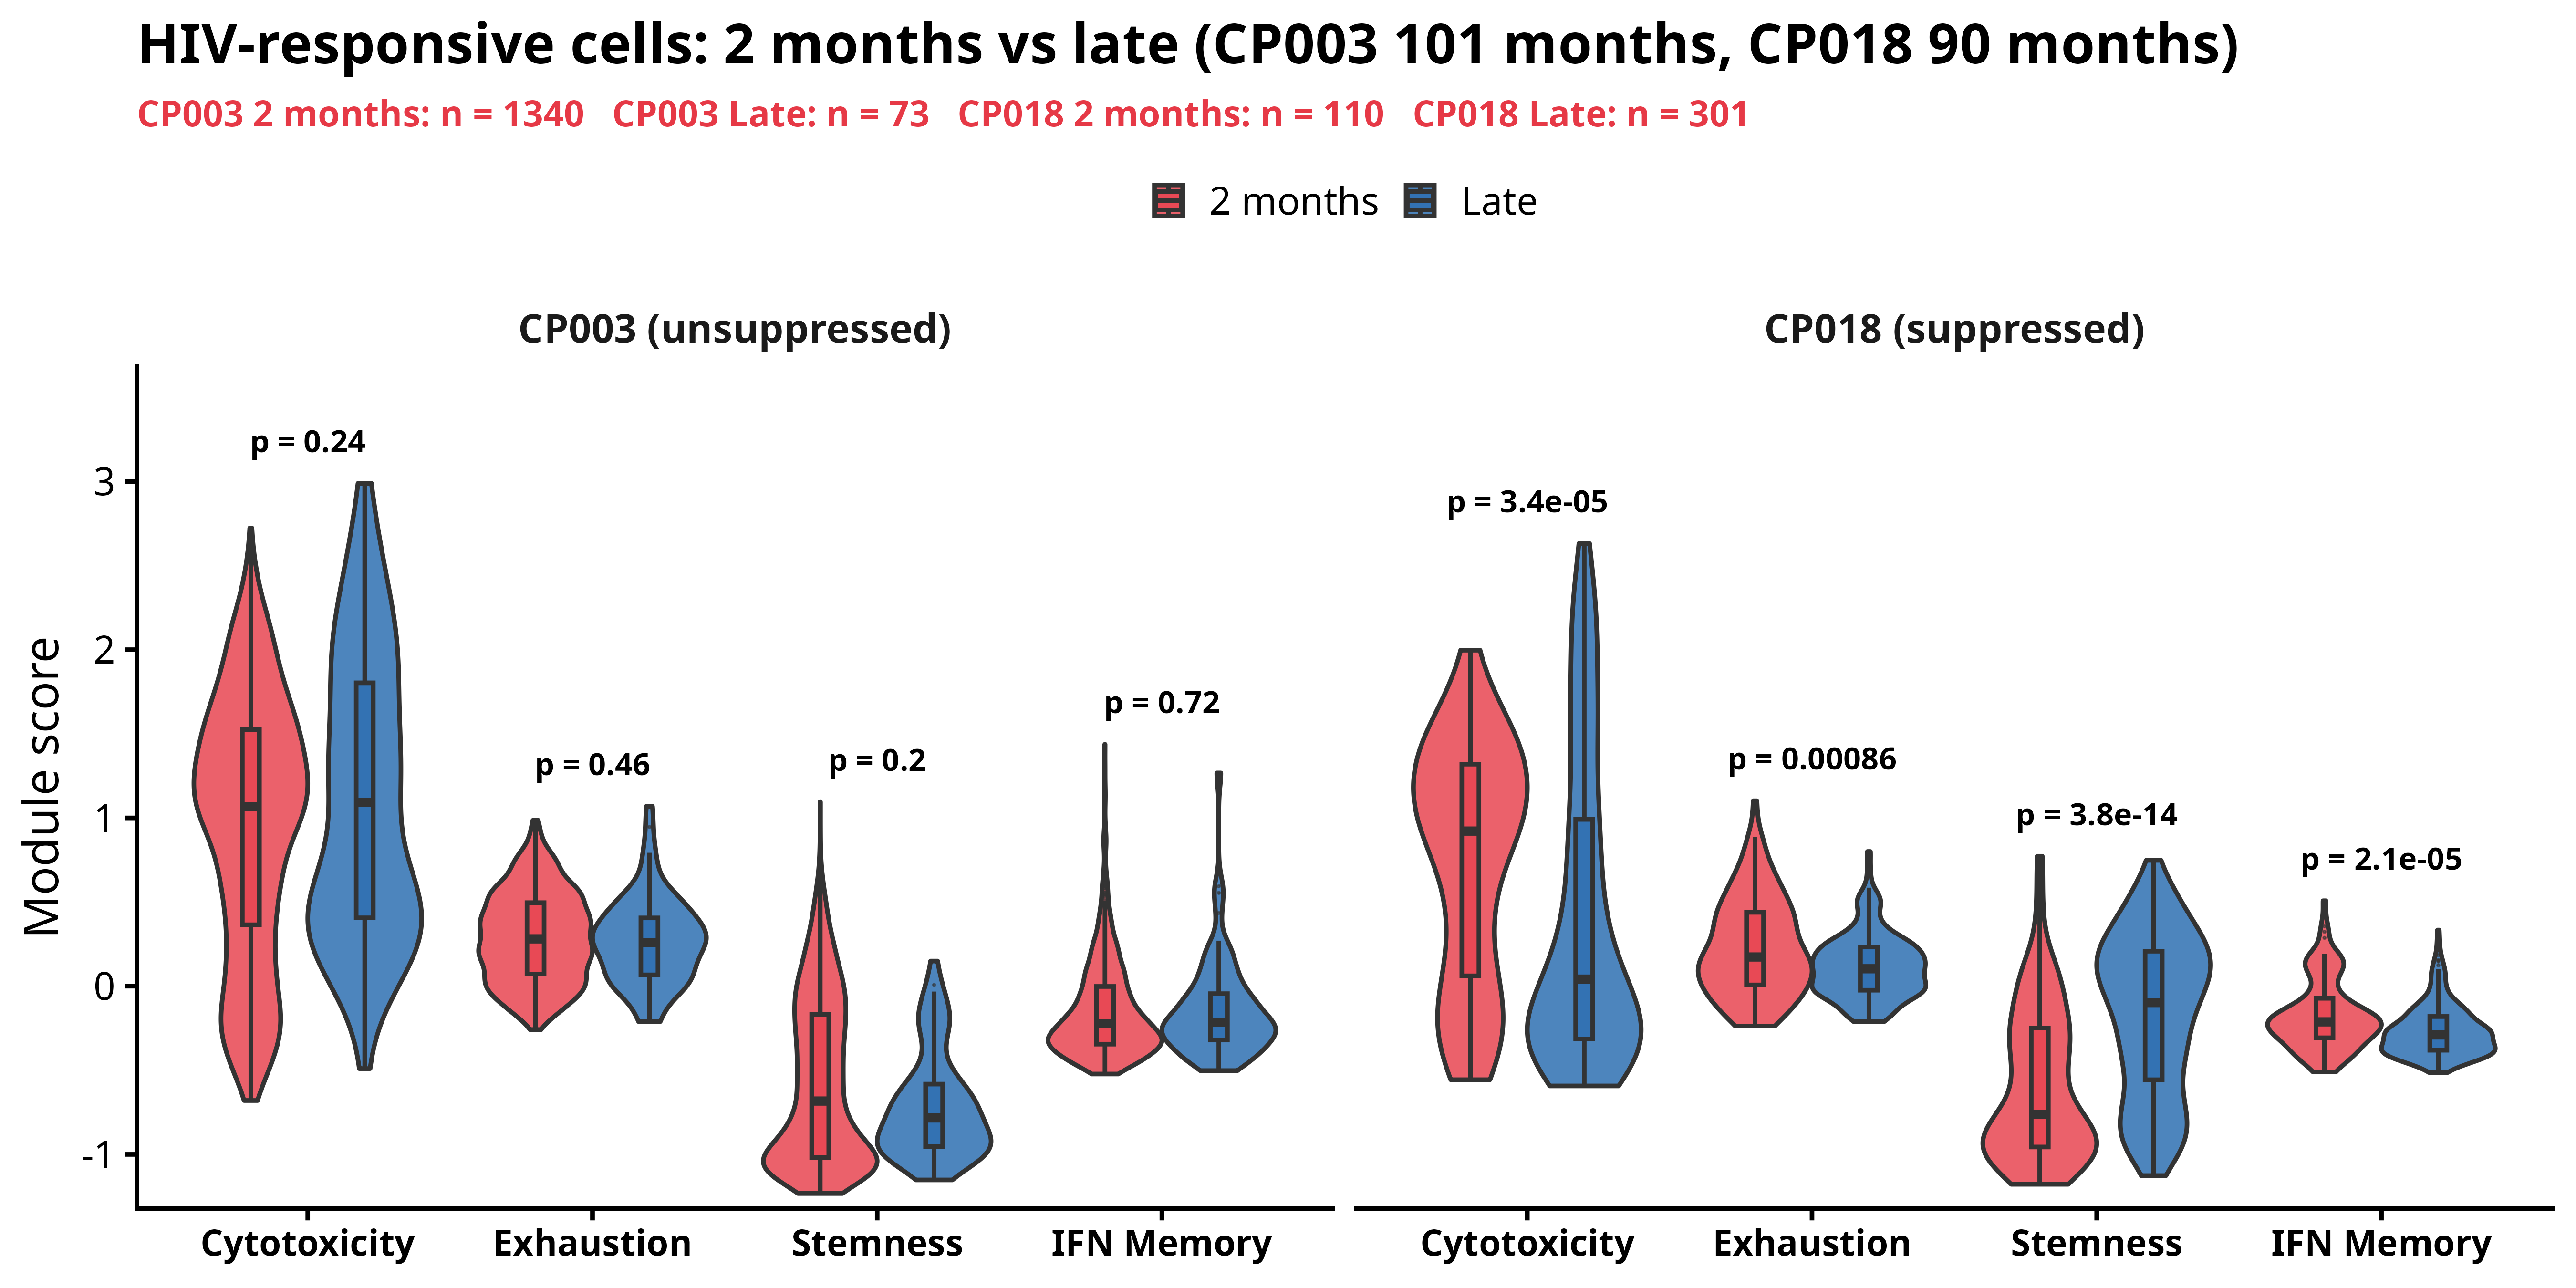 HIV-responsive cells: 2 months vs late (CP003 101 months, CP018 90 months)
CP003 2 months: n = 1340   CP003 Late: n = 73   CP018 2 months: n = 110   CP018 Late: n = 301
2 months   Late
CP003 (unsuppressed)   CP018 (suppressed)
Module score
3
2
1
0
-1
p = 0.24
p = 0.46
p = 0.2
p = 0.72
p = 3.4e-05
p = 0.00086
p = 3.8e-14
p = 2.1e-05
Cytotoxicity   Exhaustion   Stemness   IFN Memory   Cytotoxicity   Exhaustion   Stemness   IFN Memory